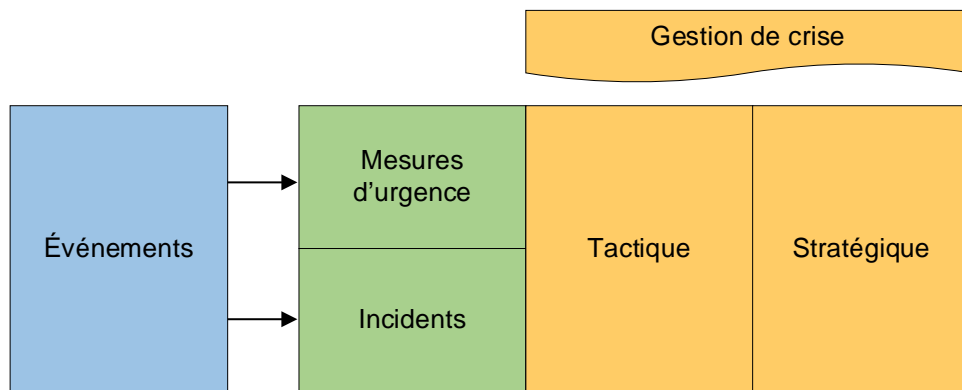 Gestion de crise
Mesures
d’urgence
Événements
Tactique
Stratégique
Incidents